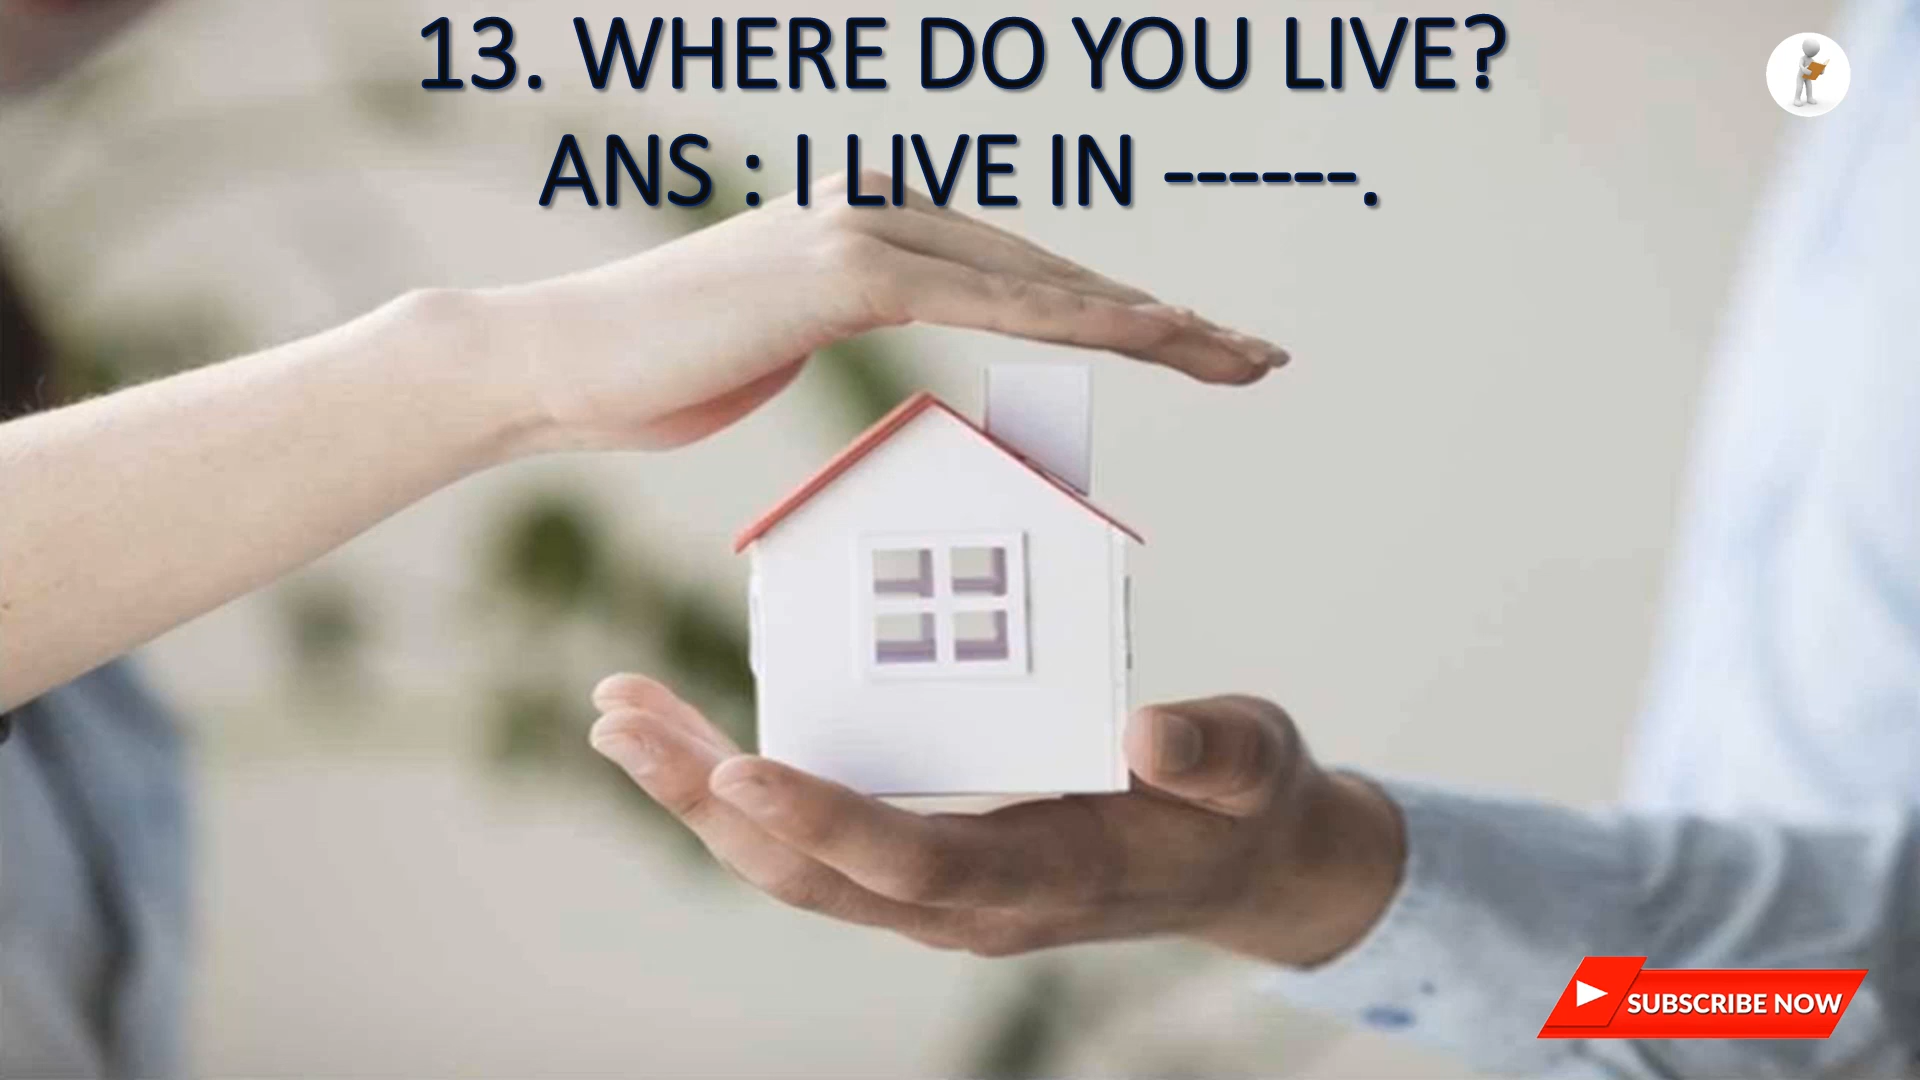 13. WHERE DO YOU LIVE?
ANS : I LIVE IN ------.
SUBSCRIBE NOW